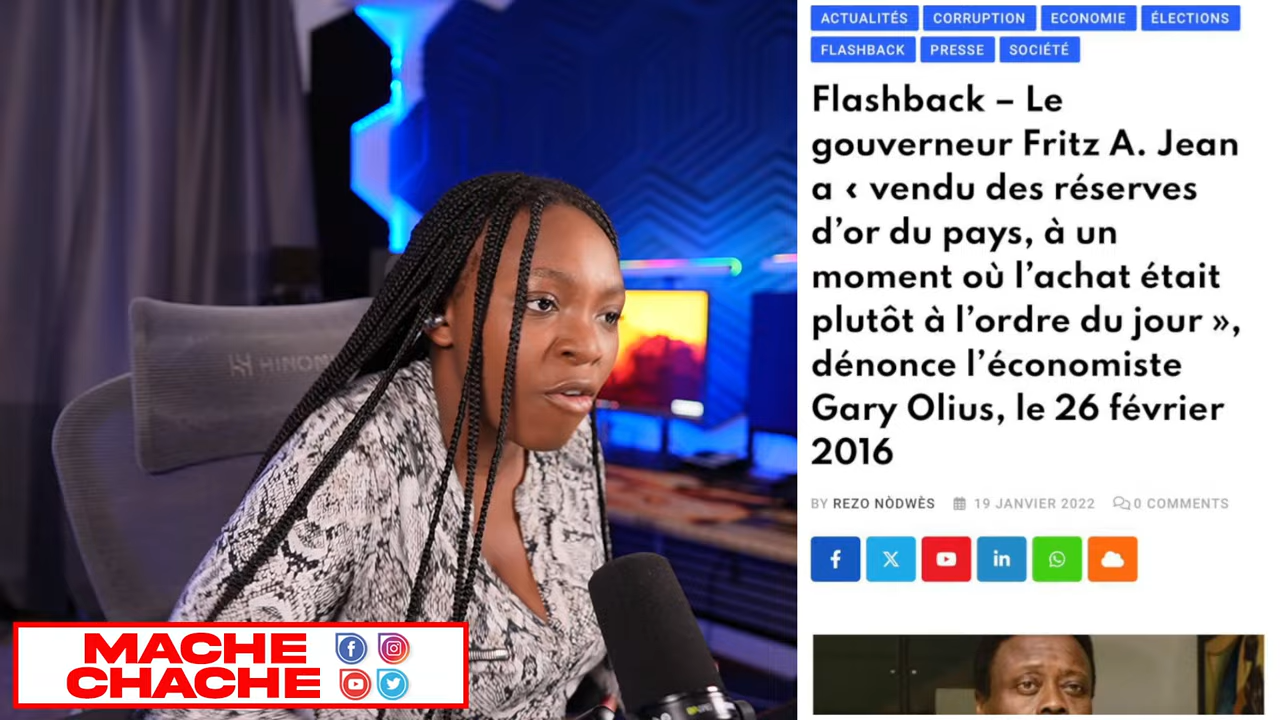 ACTUALITÉS CORRUPTION ECONOMIE ÉLECTIONS
FLASHBACK PRESSE SOCIÉTÉ
Flashback – Le
gouverneur Fritz A. Jean
a « vendu des réserves
d’or du pays, à un
moment où l’achat était
plutôt à l’ordre du jour »,
dénonce l’économiste
Gary Olius, le 26 février
2016
BY REZO NÒDWÈS 19 JANVIER 2022 0 COMMENTS
MACHE
CHACHE